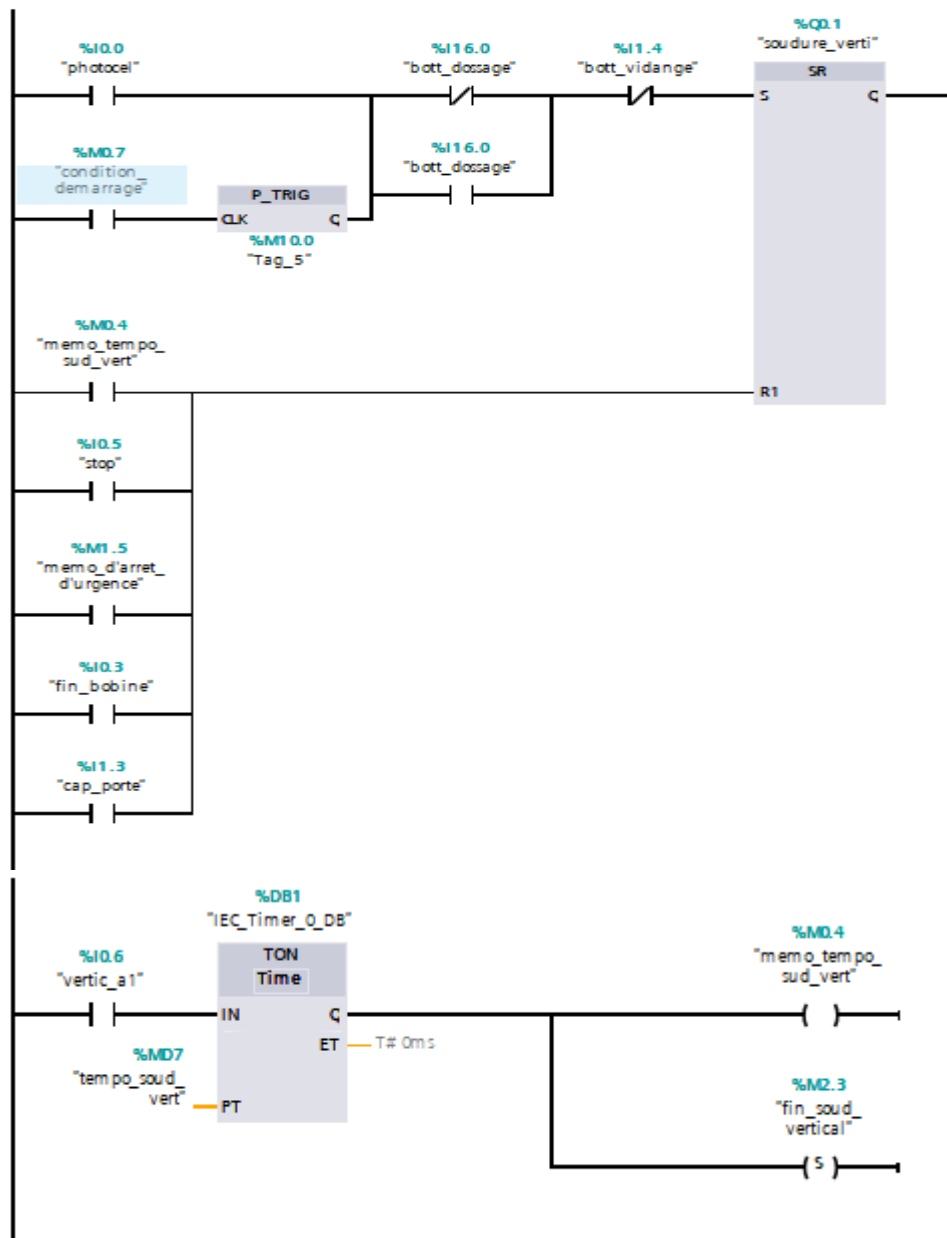 %Q0.1
"soudure_verti"
SR
S
Q
R1
%I0.0
"photocel"
%I16.0
"bott_dossage"
%I1.4
"bott_vidange"
%I16.0
"bott_dossage"
%M0.7
"condition_
demarrage"
P_TRIG
CLK
Q
%M10.0
"Tag_5"
%M0.4
"memo_tempo_
sud_vert"
%I0.5
"stop"
%M1.5
"memo_d'arret_
d'urgence"
%I0.3
"fin_bobine"
%I1.3
"cap_porte"
%DB1
"IEC_Timer_0_DB"
TON
Time
IN
Q
ET
T# 0ms
PT
%I0.6
"vertic_a1"
%MD7
"tempo_soud_
vert"
%M0.4
"memo_tempo_
sud_vert"
%M2.3
"fin_soud_
vertical"
S